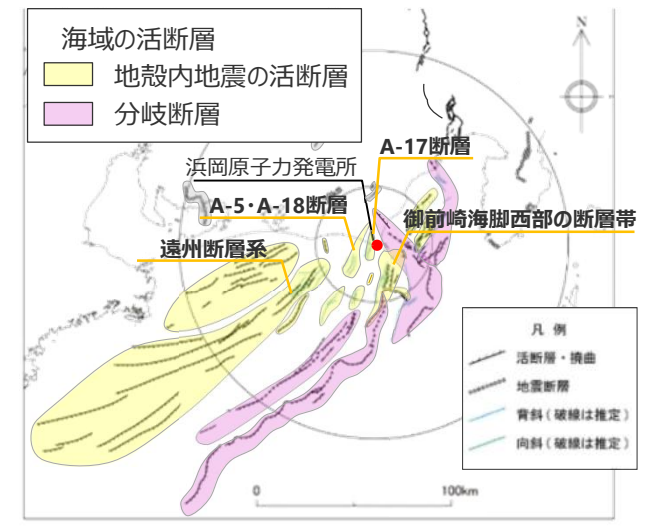 海域の活断層
地殻内地震の活断層
分岐断層
N
A-17断層
浜岡原子力発電所
A-5・A-18断層
御前崎海脚西部の断層帯
遠州断層系
凡 例
活断層・撓曲
地震断層
背斜(破線は推定)
向斜(破線は推定)
0 100km